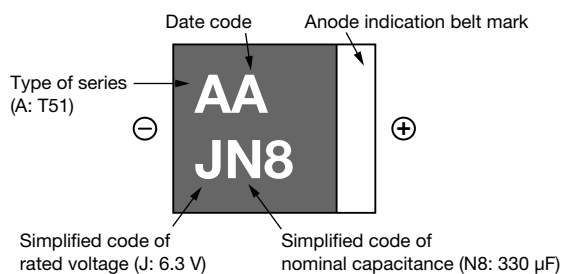 Date code
Anode indication belt mark
Type of series
(A: T51)
AA
⊖
⊕
JN8
Simplified code of
rated voltage (J: 6.3 V)
Simplified code of
nominal capacitance (N8: 330 µF)